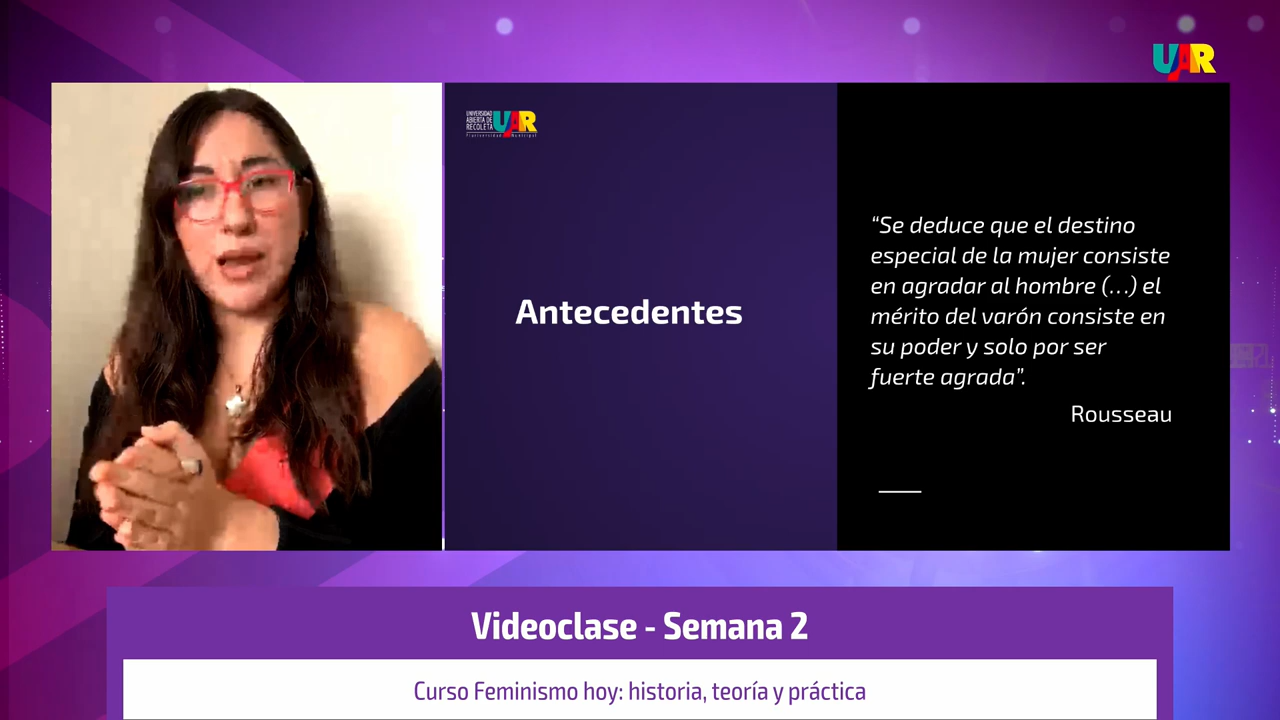 UAR
UNIVERSIDAD
ABIERTA DE
RECOLETA
UAR
Antecedentes
“Se deduce que el destino
especial de la mujer consiste
en agradar al hombre (...) el
mérito del varón consiste en
su poder y solo por ser
fuerte agrada”.
Rousseau
Videoclase - Semana 2
Curso Feminismo hoy: historia, teoría y práctica